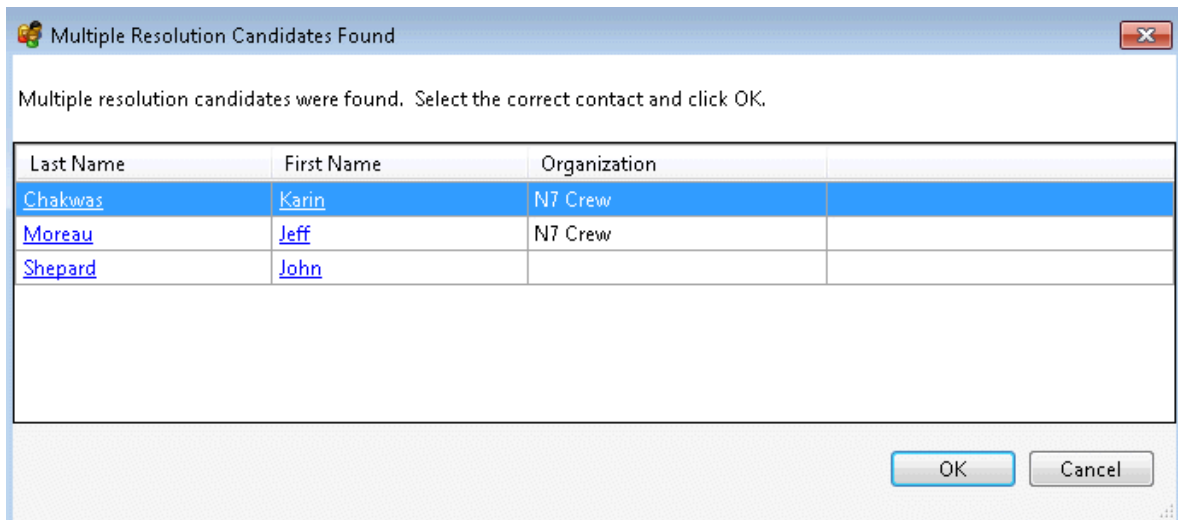 Multiple Resolution Candidates Found
Multiple resolution candidates were found.  Select the correct contact and click OK.
Last Name First Name Organization
Chakwas Karin N7 Crew
Moreau Jeff N7 Crew
Shepard John
OK Cancel